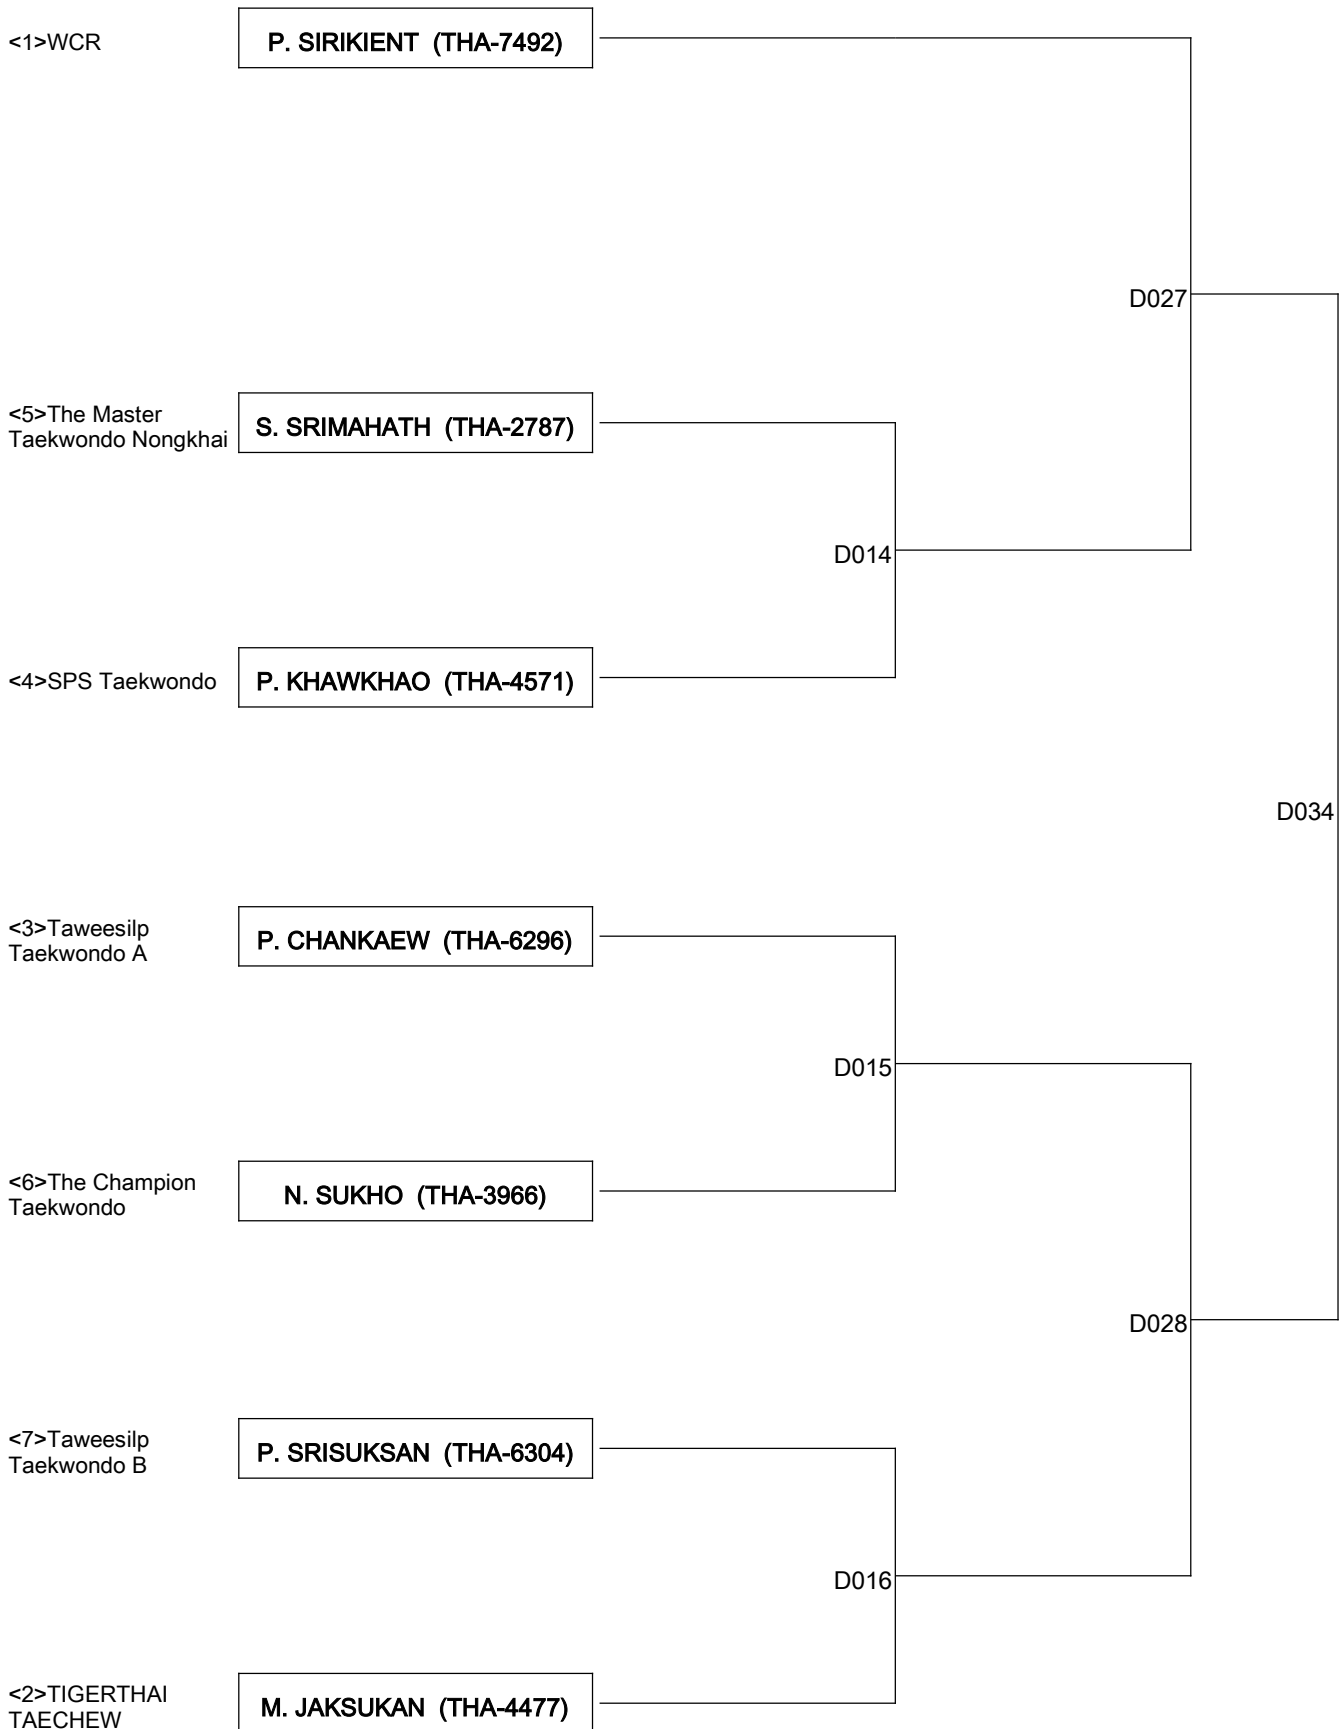 <1>WCR
P. SIRIKIENT (THA-7492)
D027
<5>The Master
Taekwondo Nongkhai
S. SRIMAHATH (THA-2787)
D014
<4>SPS Taekwondo
P. KHAWKHAO (THA-4571)
D034
<3>Taweesilp
Taekwondo A
P. CHANKAEW (THA-6296)
D015
<6>The Champion
Taekwondo
N. SUKHO (THA-3966)
D028
<7>Taweesilp
Taekwondo B
P. SRISUKSAN (THA-6304)
D016
<2>TIGERTHAI
TAECHEW
M. JAKSUKAN (THA-4477)